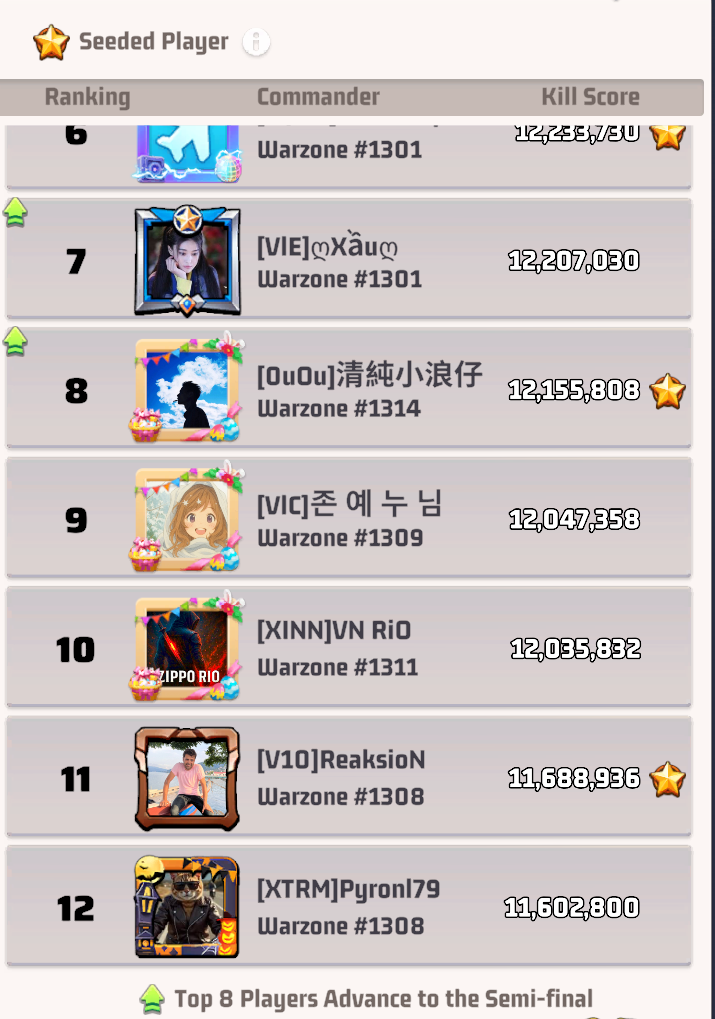 Seeded Player
Ranking Commander Kill Score
6 12,233,730
Warzone #1301
7 [VIE]ღXầuღ 12,207,030
Warzone #1301
8 [OuOu]清純小浪仔 12,155,808
Warzone #1314
9 [VIC]존 예 누 님 12,047,358
Warzone #1309
ZIPPO RIO
10 [XINN]VN RiO 12,035,832
Warzone #1311
11 [V10]ReaksioN 11,688,936
Warzone #1308
12 [XTRM]Pyronl79 11,602,800
Warzone #1308
Top 8 Players Advance to the Semi-final